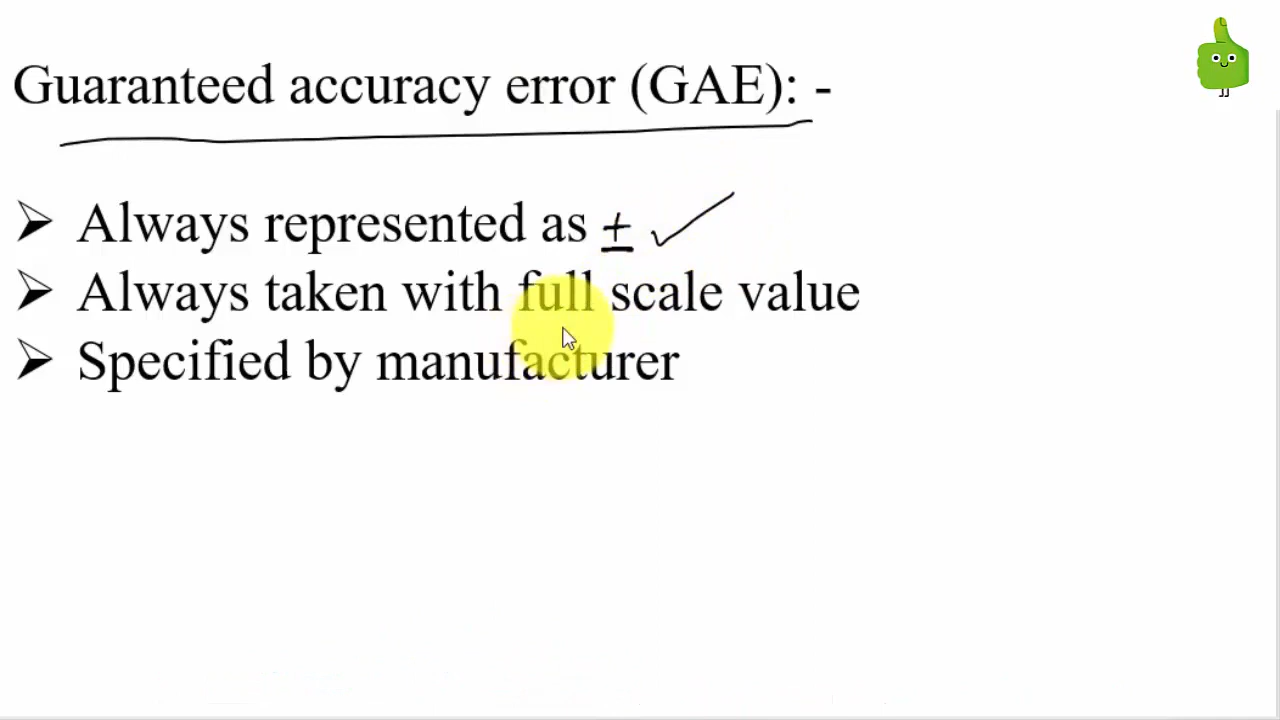 Guaranteed accuracy error (GAE): -
➢ Always represented as ±
➢ Always taken with full scale value
➢ Specified by manufacturer